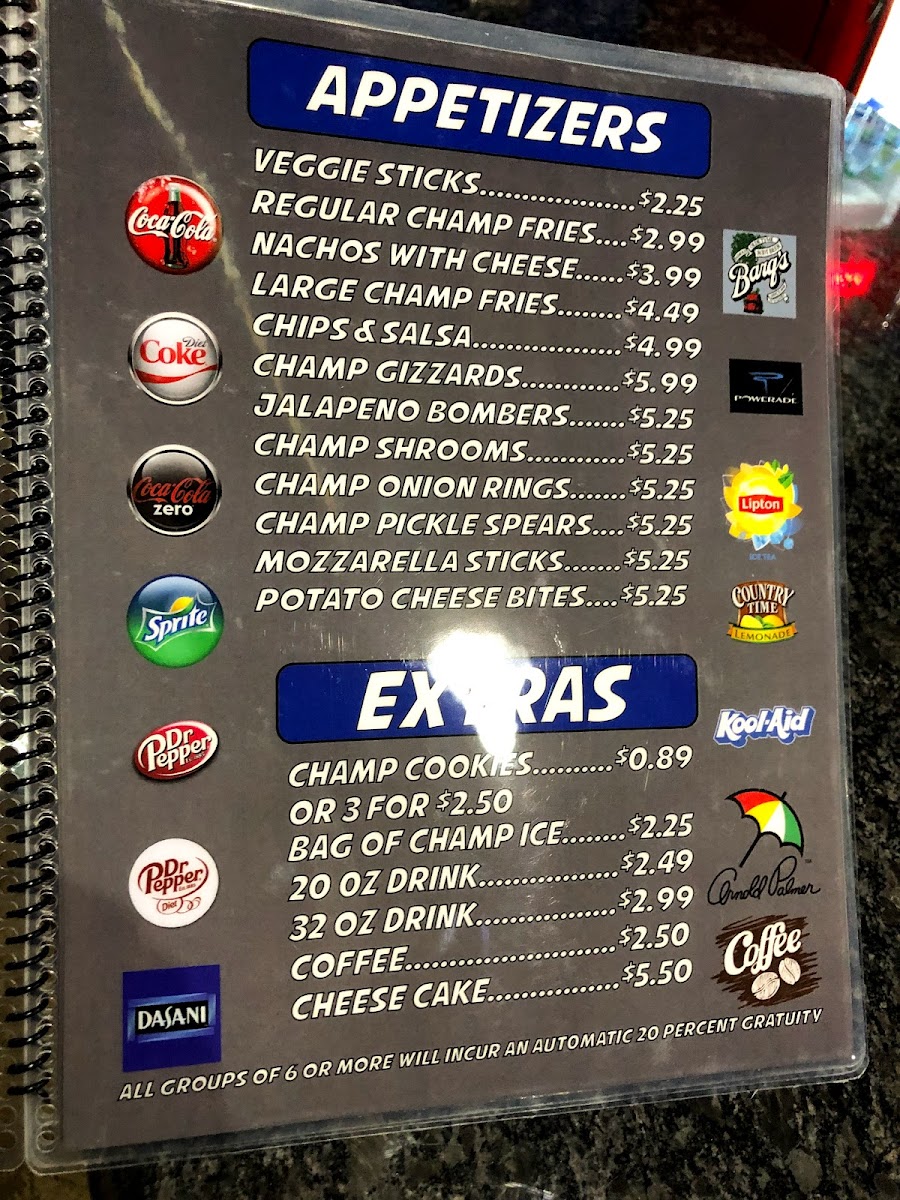 APPETIZERS
VEGGIE STICKS.....................$2.25
REGULAR CHAMP FRIES....$2.99
NACHOS WITH CHEESE......$3.99
LARGE CHAMP FRIES........$4.49
CHIPS & SALSA...................$4.99
CHAMP GIZZARDS............$5.99
JALAPENO BOMBERS.......$5.25
CHAMP SHROOMS.............$5.25
CHAMP ONION RINGS.......$5.25
CHAMP PICKLE SPEARS....$5.25
MOZZARELLA STICKS.......$5.25
POTATO CHEESE BITES....$5.25
EXTRAS
CHAMP COOKIES..........$0.89
OR 3 FOR $2.50
BAG OF CHAMP ICE........$2.25
20 OZ DRINK.................$2.49
32 OZ DRINK.................$2.99
COFFEE.........................$2.50
CHEESE CAKE................$5.50
ALL GROUPS OF 6 OR MORE WILL INCUR AN AUTOMATIC 20 PERCENT GRATUITY
Coca-Cola
Diet
Coke
Coca-Cola
zero
Sprite
Dr
Pepper
Dr
Pepper
Diet
DASANI
Barq's
POWERADE
Lipton
ICE TEA
COUNTRY
TIME
LEMONADE
Kool-Aid
Arnold Palmer
Coffee